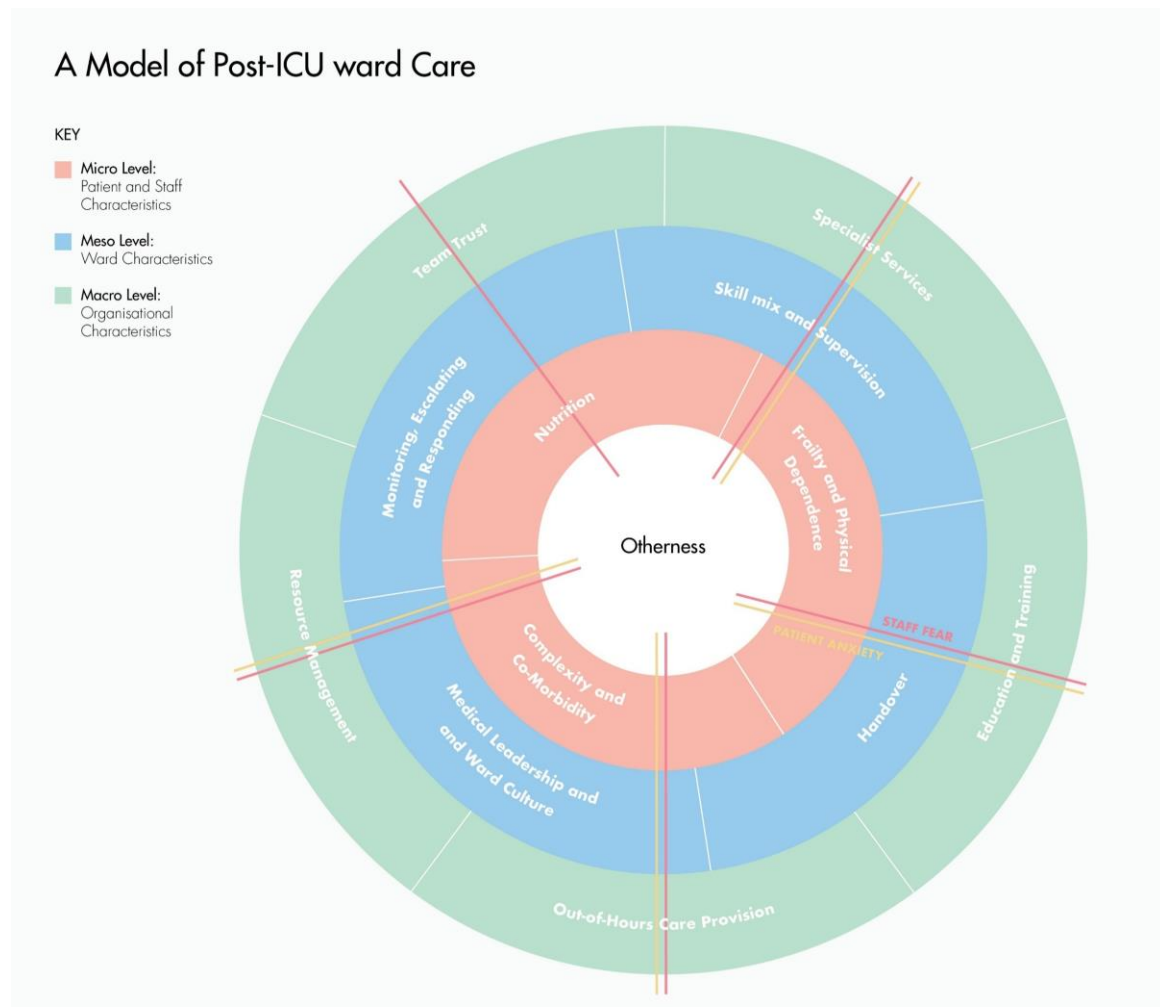 A Model of Post-ICU ward Care
KEY
Micro Level:
Patient and Staff
Characteristics
Meso Level:
Ward Characteristics
Macro Level:
Organisational
Characteristics
Team Trust
Specialist Services
Skill mix and Supervision
Monitoring, Escalating
and Responding
Nutrition
Frailty and Physical
Dependence
Otherness
STAFF FEAR
PATIENT ANXIETY
Education and Training
Resource Management
Complexity and
Co-Morbidity
Handover
Medical Leadership and
and Ward Culture
Out-of-Hours Care Provision